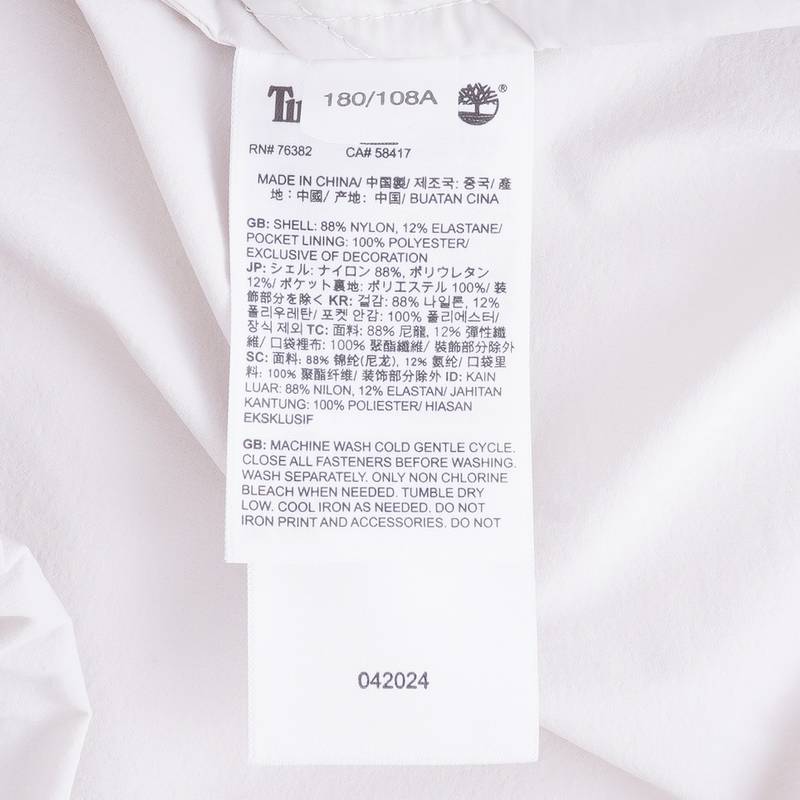 180/108A
®
RN# 76382 CA# 58417
MADE IN CHINA/ 中国製/ 제조국: 중국/ 產
地：中國/ 产地：中国/ BUATAN CINA
GB: SHELL: 88% NYLON, 12% ELASTANE/
POCKET LINING: 100% POLYESTER/
EXCLUSIVE OF DECORATION
JP: シェル: ナイロン 88%, ポリウレタン
12%/ ポケット裏地: ポリエステル 100%/ 装
飾部分を除く KR: 겉감: 88% 나일론, 12%
폴리우레탄/ 포켓 안감: 100% 폴리에스터/
장식 제외 TC: 面料: 88% 尼龍, 12% 彈性纖
維/ 口袋裡布: 100% 聚酯纖維/ 裝飾部分除外
SC: 面料: 88% 锦纶(尼龙), 12% 氨纶/ 口袋里
料: 100% 聚酯纤维/ 装饰部分除外 ID: KAIN
LUAR: 88% NILON, 12% ELASTAN/ JAHITAN
KANTUNG: 100% POLIESTER/ HIASAN
EKSKLUSIF
GB: MACHINE WASH COLD GENTLE CYCLE.
CLOSE ALL FASTENERS BEFORE WASHING.
WASH SEPARATELY. ONLY NON CHLORINE
BLEACH WHEN NEEDED. TUMBLE DRY
LOW. COOL IRON AS NEEDED. DO NOT
IRON PRINT AND ACCESSORIES. DO NOT
042024